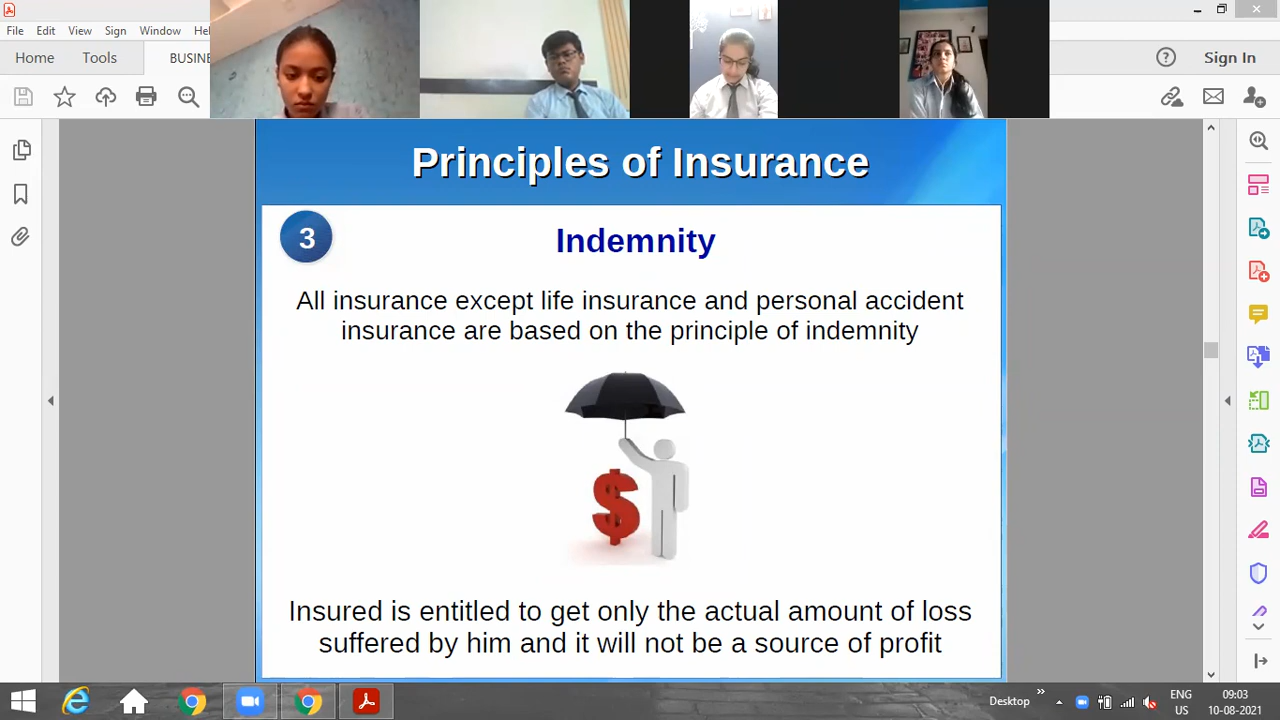 File Edit View Sign Window Hel
Home Tools BUSINE
Sign In
Principles of Insurance
3
Indemnity
All insurance except life insurance and personal accident
insurance are based on the principle of indemnity
$
Insured is entitled to get only the actual amount of loss
suffered by him and it will not be a source of profit
Desktop
ENG
US
09:03
10-08-2021